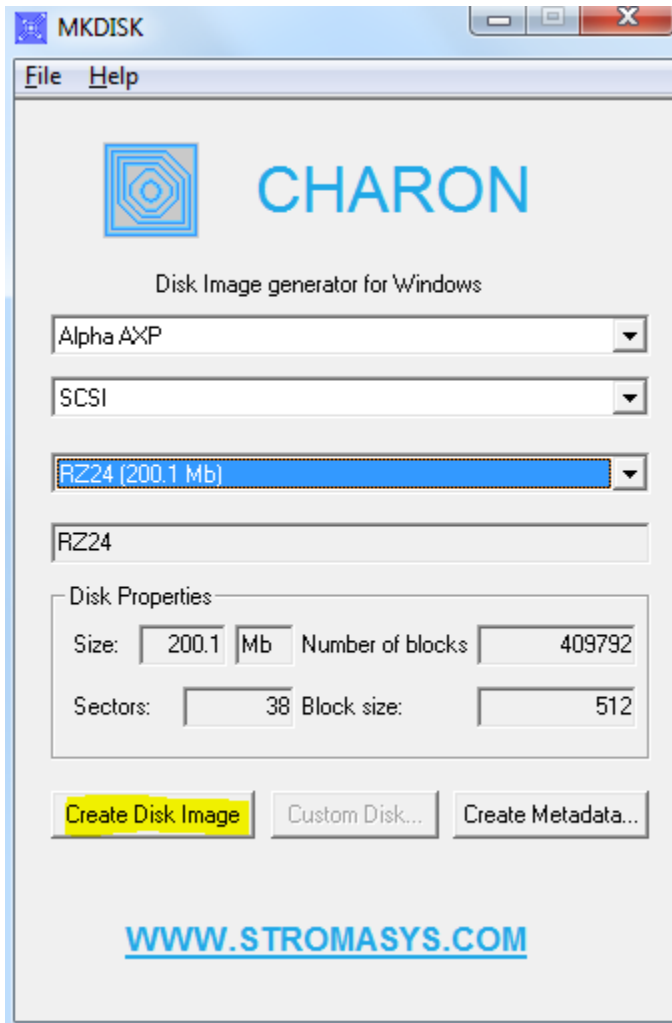 MKDISK
File Help
CHARON
Disk Image generator for Windows
Alpha AXP
SCSI
RZ24 (200.1 Mb)
RZ24
Disk Properties
Size: 200.1 Mb Number of blocks 409792
Sectors: 38 Block size: 512
Create Disk Image Custom Disk... Create Metadata...
WWW.STROMASYS.COM